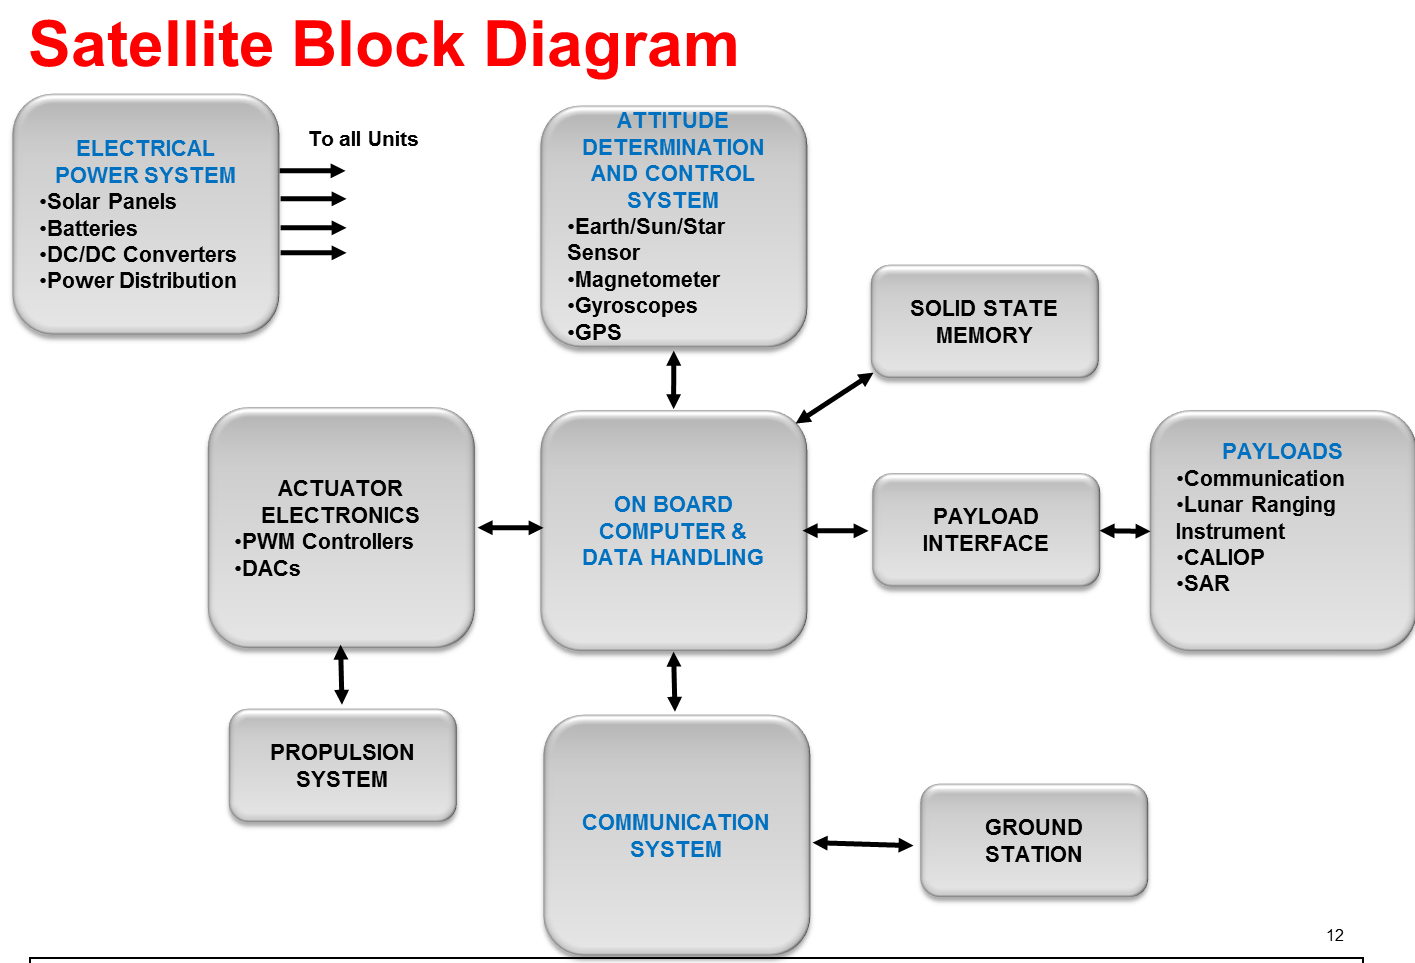 Satellite Block Diagram
ELECTRICAL
POWER SYSTEM
•Solar Panels
•Batteries
•DC/DC Converters
•Power Distribution
To all Units
ATTITUDE
DETERMINATION
AND CONTROL
SYSTEM
•Earth/Sun/Star
Sensor
•Magnetometer
•Gyroscopes
•GPS
SOLID STATE
MEMORY
ACTUATOR
ELECTRONICS
•PWM Controllers
•DACs
ON BOARD
COMPUTER &
DATA HANDLING
PAYLOAD
INTERFACE
PAYLOADS
•Communication
•Lunar Ranging
Instrument
•CALIOP
•SAR
PROPULSION
SYSTEM
COMMUNICATION
SYSTEM
GROUND
STATION
12